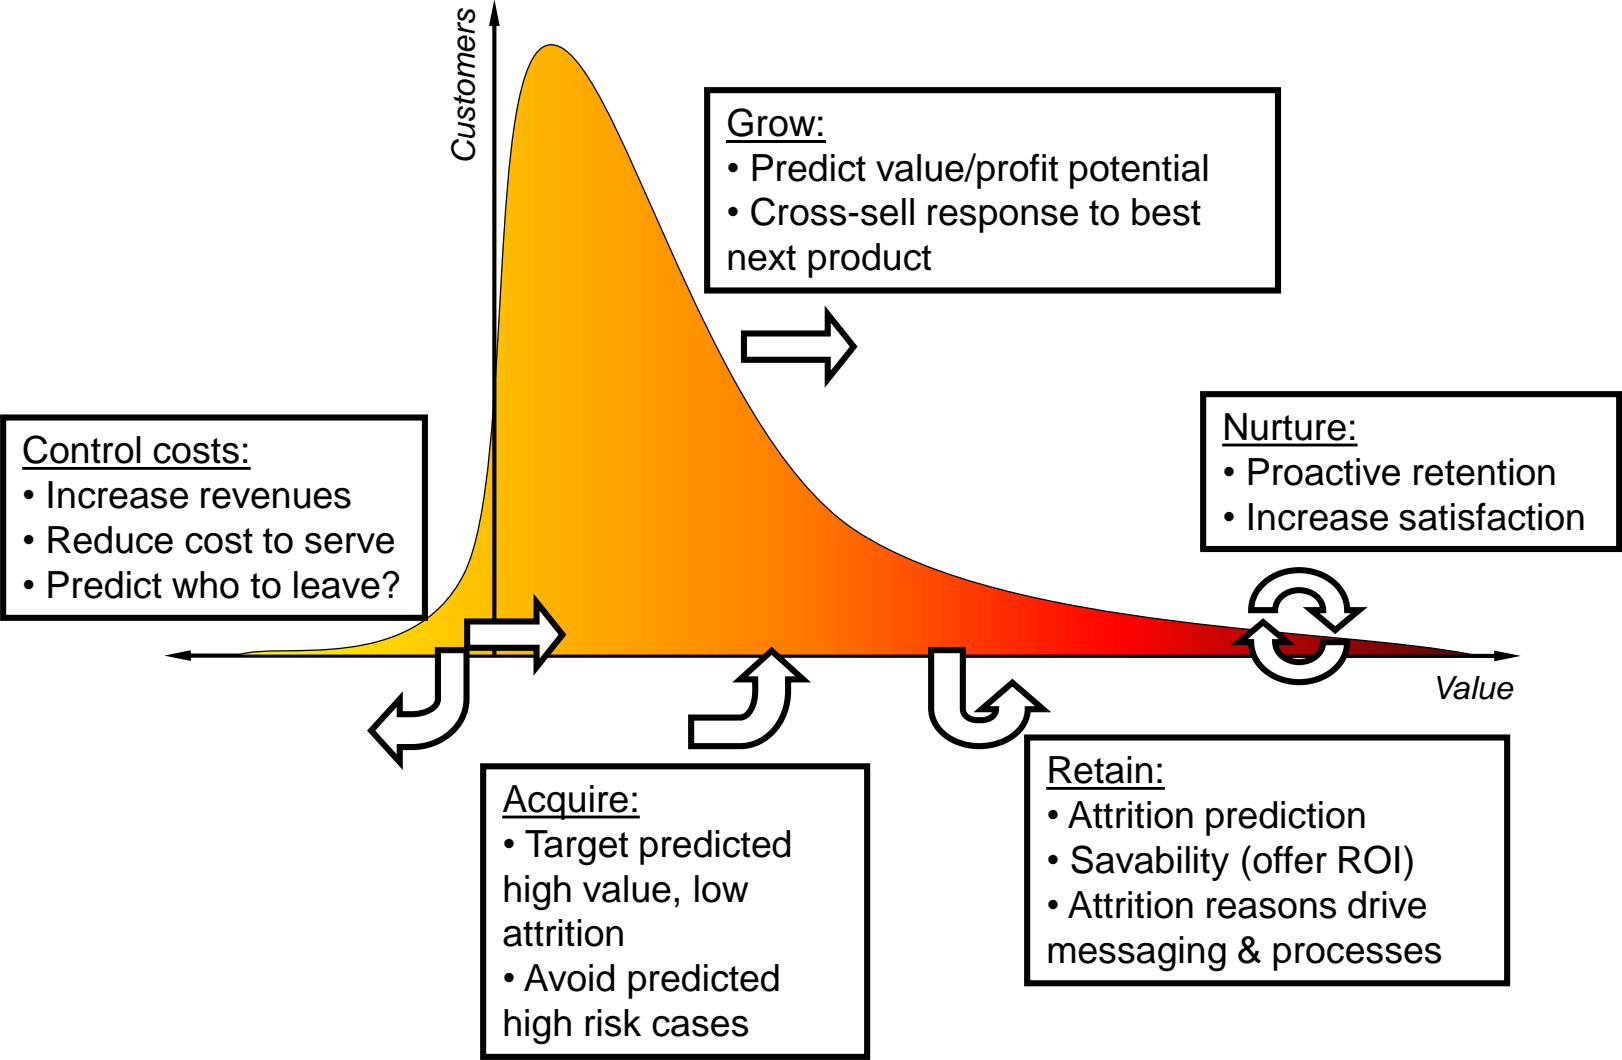 Customers
Grow:
• Predict value/profit potential
• Cross-sell response to best
next product
Control costs:
• Increase revenues
• Reduce cost to serve
• Predict who to leave?
Nurture:
• Proactive retention
• Increase satisfaction
Value
Acquire:
• Target predicted
high value, low
attrition
• Avoid predicted
high risk cases
Retain:
• Attrition prediction
• Savability (offer ROI)
• Attrition reasons drive
messaging & processes